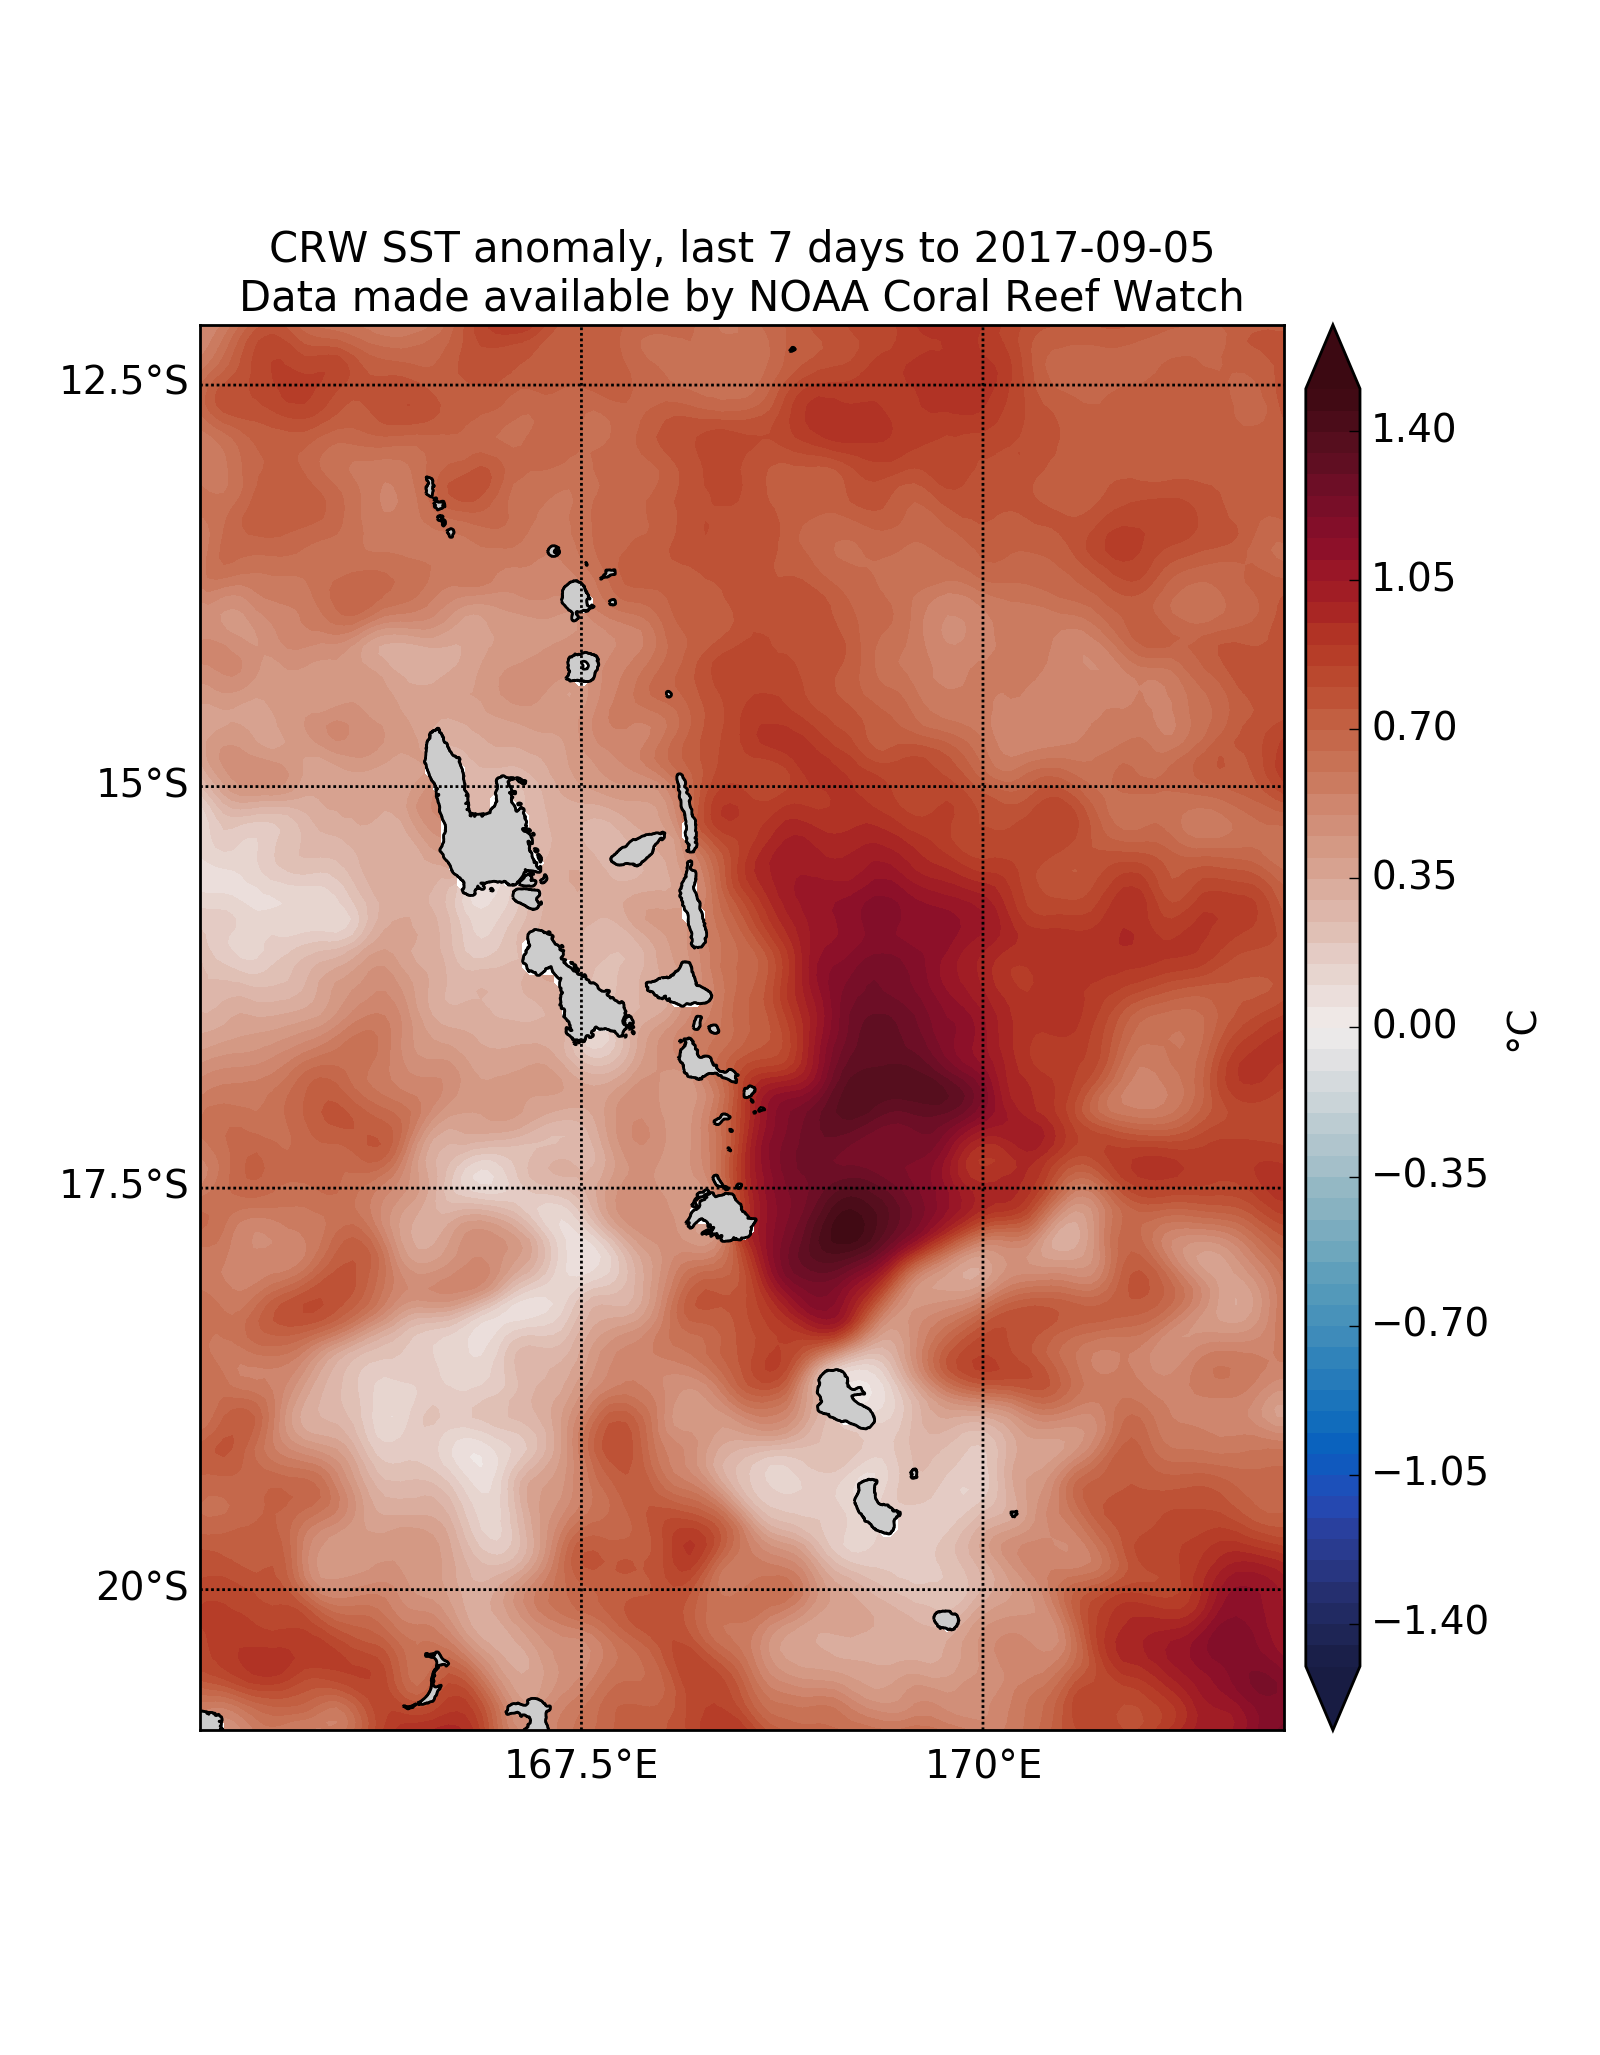 CRW SST anomaly, last 7 days to 2017-09-05
Data made available by NOAA Coral Reef Watch
12.5°S
15°S
17.5°S
20°S
167.5°E
170°E
1.40
1.05
0.70
0.35
0.00
−0.35
−0.70
−1.05
−1.40
°C